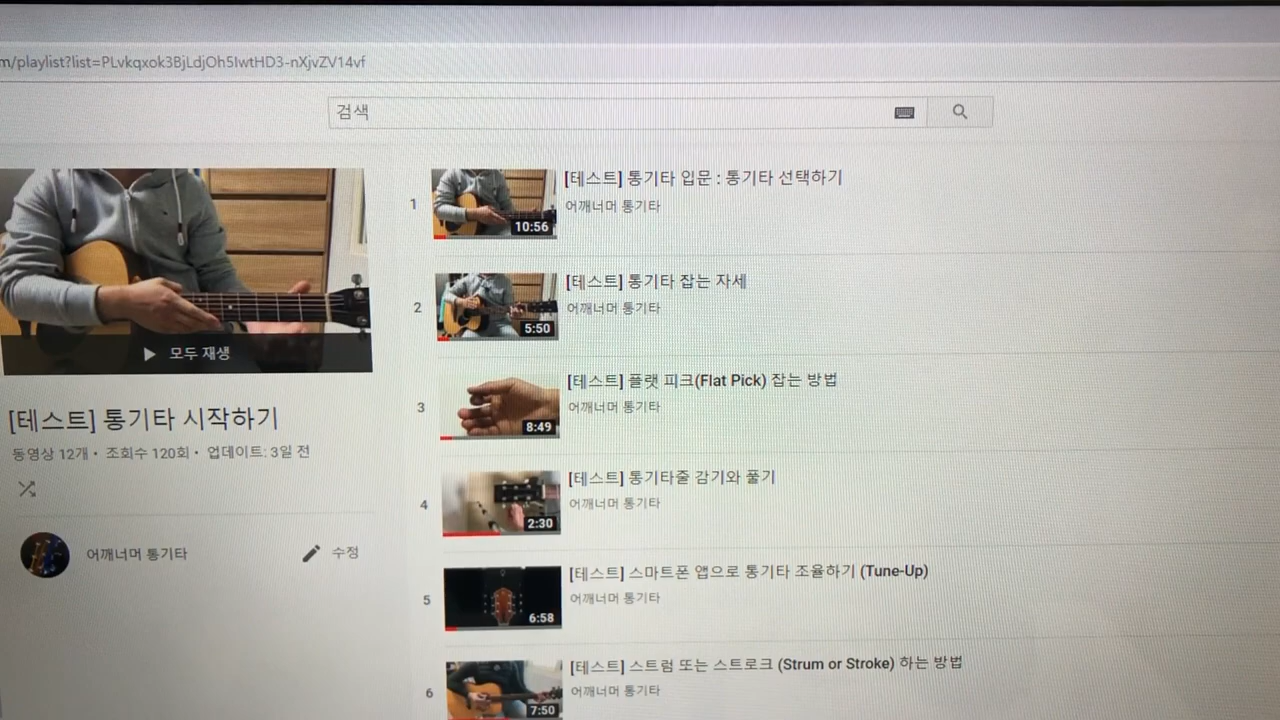 m/playlist?list=PLvkqxok3BjLdjOh5IwtHD3-nXjvZV14vf
검색
모두 재생
[테스트] 통기타 시작하기
동영상 12개 • 조회수 120회 • 업데이트: 3일 전
어깨너머 통기타
수정
1
10:56
[테스트] 통기타 입문 : 통기타 선택하기
어깨너머 통기타
2
5:50
[테스트] 통기타 잡는 자세
어깨너머 통기타
3
8:49
[테스트] 플랫 피크(Flat Pick) 잡는 방법
어깨너머 통기타
4
2:30
[테스트] 통기타줄 감기와 풀기
어깨너머 통기타
5
6:58
[테스트] 스마트폰 앱으로 통기타 조율하기 (Tune-Up)
어깨너머 통기타
6
7:50
[테스트] 스트럼 또는 스트로크 (Strum or Stroke) 하는 방법
어깨너머 통기타